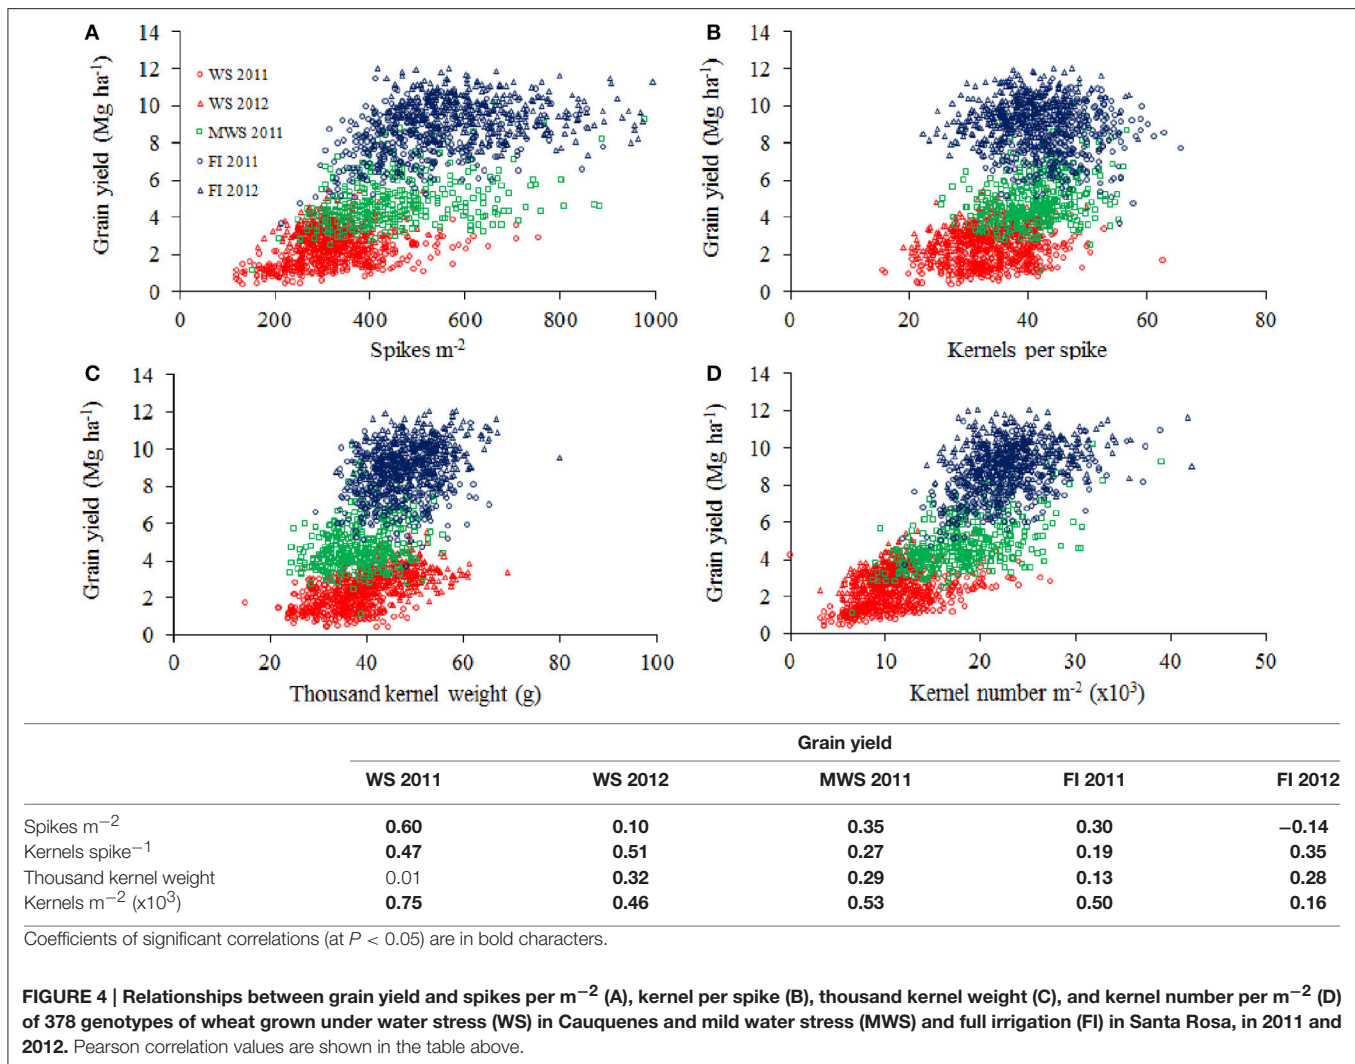 A
14
12
10
8
6
4
2
0
Grain yield (Mg ha-1)
WS 2011
WS 2012
MWS 2011
FI 2011
FI 2012
0 200 400 600 800 1000
Spikes m-2
B
14
12
10
8
6
4
2
0
Grain yield (Mg ha-1)
0 20 40 60 80
Kernels per spike
C
14
12
10
8
6
4
2
0
Grain yield (Mg ha-1)
0 20 40 60 80 100
Thousand kernel weight (g)
D
14
12
10
8
6
4
2
0
Grain yield (Mg ha-1)
0 10 20 30 40 50
Kernel number m-2 (x10³)
Grain yield
WS 2011 WS 2012 MWS 2011 FI 2011 FI 2012
Spikes m−2 0.60 0.10 0.35 0.30 −0.14
Kernels spike−1 0.47 0.51 0.27 0.19 0.35
Thousand kernel weight 0.01 0.32 0.29 0.13 0.28
Kernels m−2 (x10³) 0.75 0.46 0.53 0.50 0.16
Coefficients of significant correlations (at P < 0.05) are in bold characters.
FIGURE 4 | Relationships between grain yield and spikes per m−2 (A), kernel per spike (B), thousand kernel weight (C), and kernel number per m−2 (D)
of 378 genotypes of wheat grown under water stress (WS) in Cauquenes and mild water stress (MWS) and full irrigation (FI) in Santa Rosa, in 2011 and
2012. Pearson correlation values are shown in the table above.